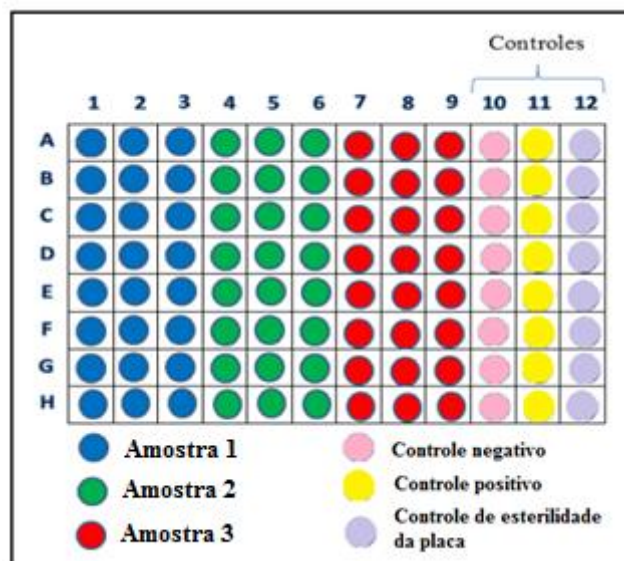 Controles
1 2 3 4 5 6 7 8 9 10 11 12
A
B
C
D
E
F
G
H
Amostra 1
Amostra 2
Amostra 3
Controle negativo
Controle positivo
Controle de esterilidade
da placa